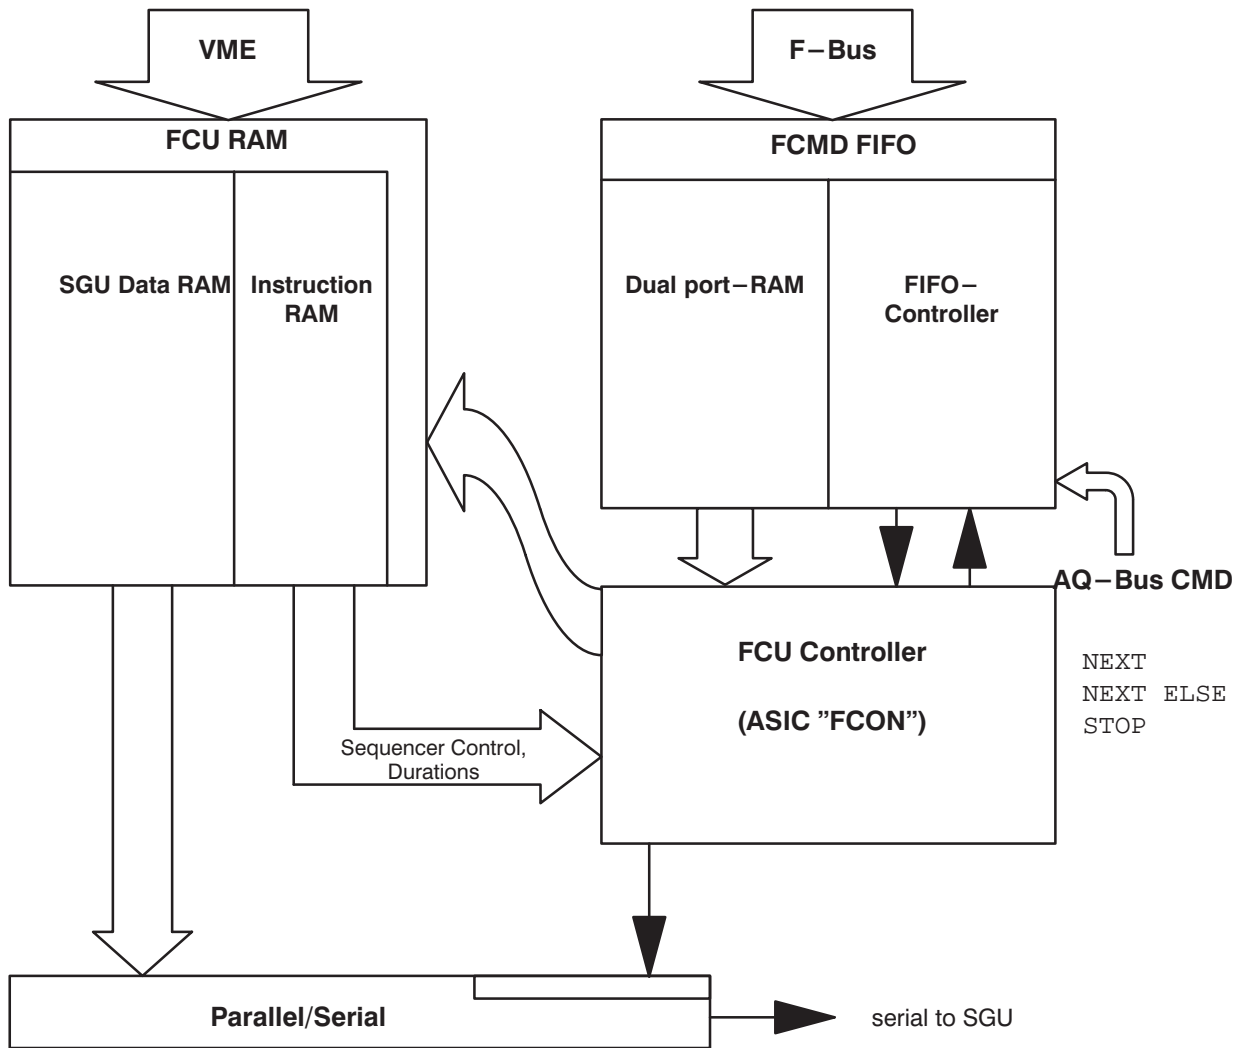 VME
F–Bus
FCU RAM
FCMD FIFO
SGU Data RAM
Instruction
RAM
Dual port–RAM
FIFO–
Controller
AQ–Bus CMD
FCU Controller
(ASIC ”FCON”)
NEXT
NEXT ELSE
STOP
Sequencer Control,
Durations
Parallel/Serial
serial to SGU